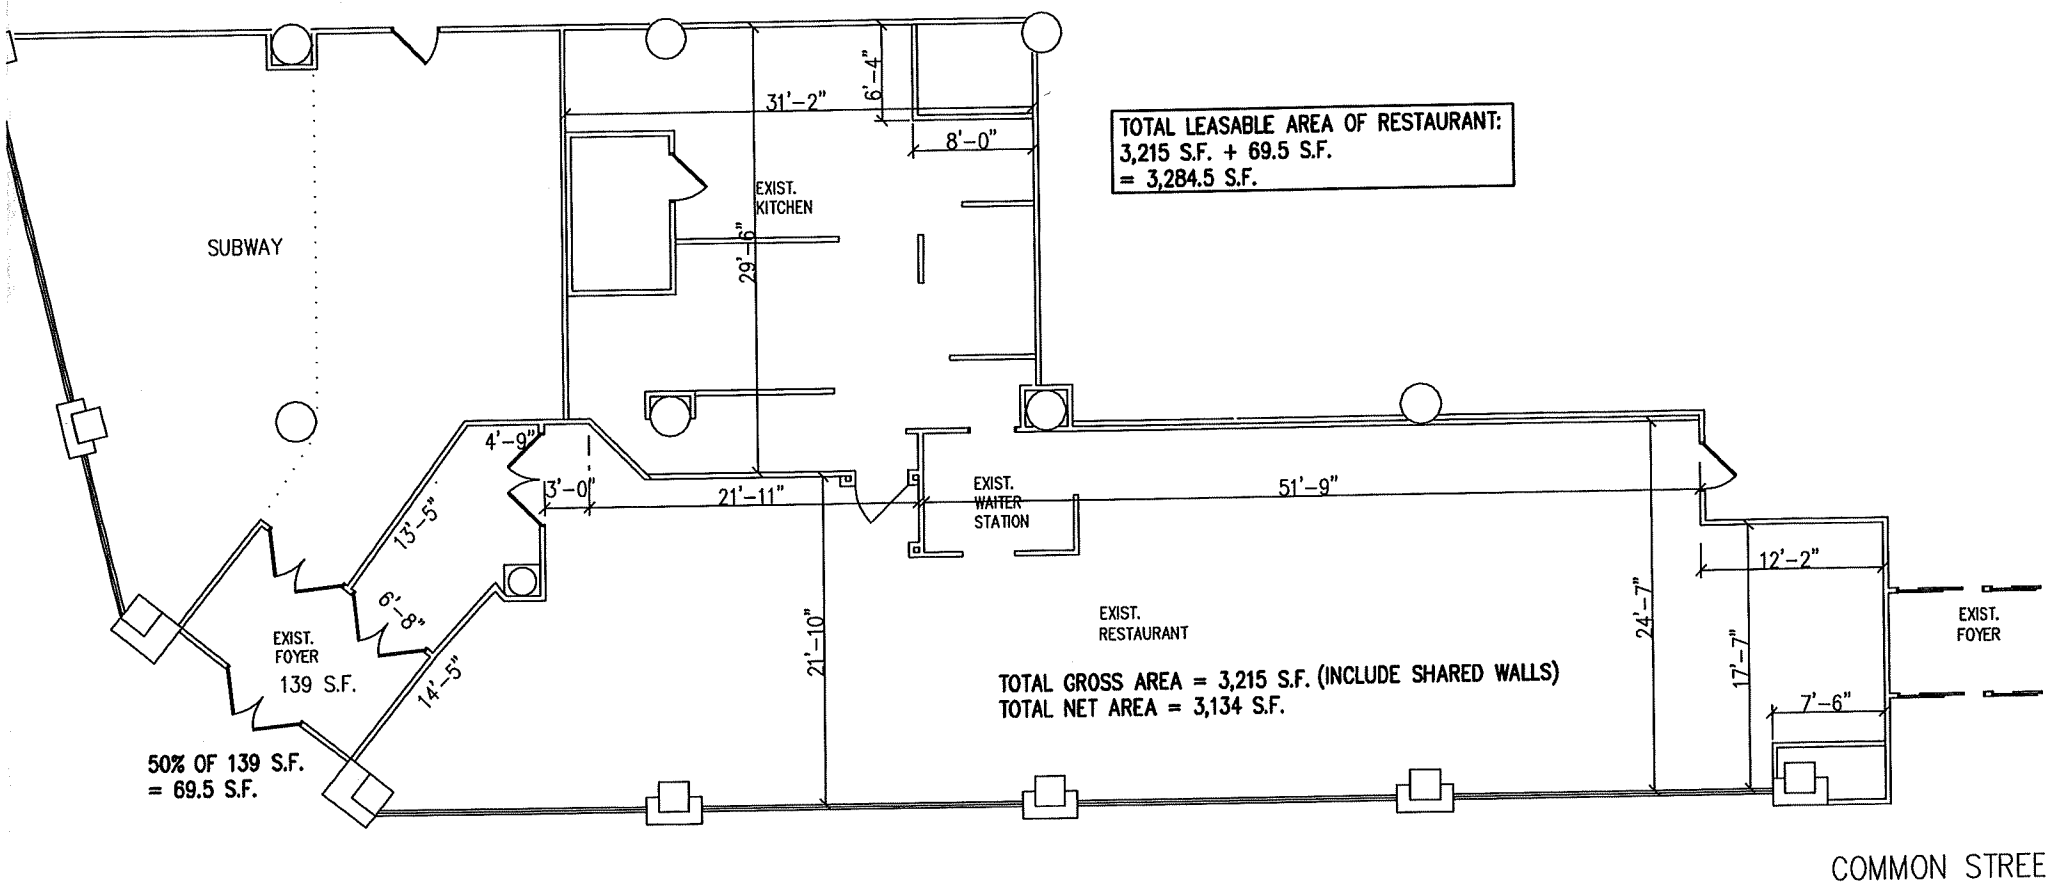 31'-2"
6'-4"
8'-0"
TOTAL LEASABLE AREA OF RESTAURANT:
3,215 S.F. + 69.5 S.F.
= 3,284.5 S.F.
EXIST.
KITCHEN
SUBWAY
29'-6"
4'-9"
3'-0"
21'-11"
EXIST.
WAITER
STATION
51'-9"
13'-5"
12'-2"
6'-8"
21'-10"
24'-7"
17'-7"
EXIST.
RESTAURANT
EXIST.
FOYER
EXIST.
FOYER
139 S.F.
14'-5"
TOTAL GROSS AREA = 3,215 S.F. (INCLUDE SHARED WALLS)
TOTAL NET AREA = 3,134 S.F.
7'-6"
50% OF 139 S.F.
= 69.5 S.F.
COMMON STREE